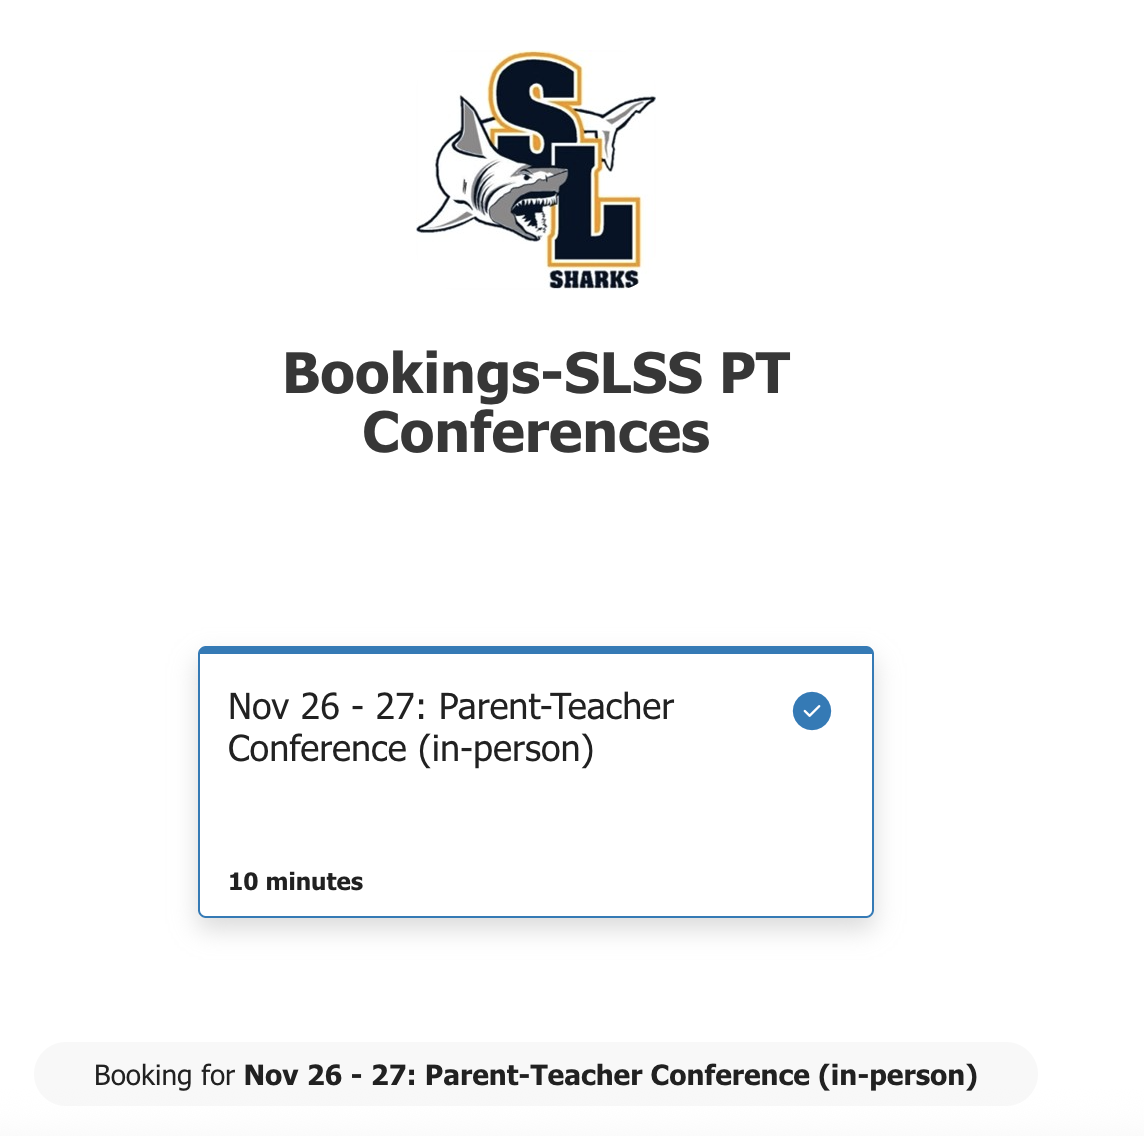 SL
SHARKS
Bookings-SLSS PT
Conferences
Nov 26 - 27: Parent-Teacher
Conference (in-person)
10 minutes
Booking for Nov 26 - 27: Parent-Teacher Conference (in-person)